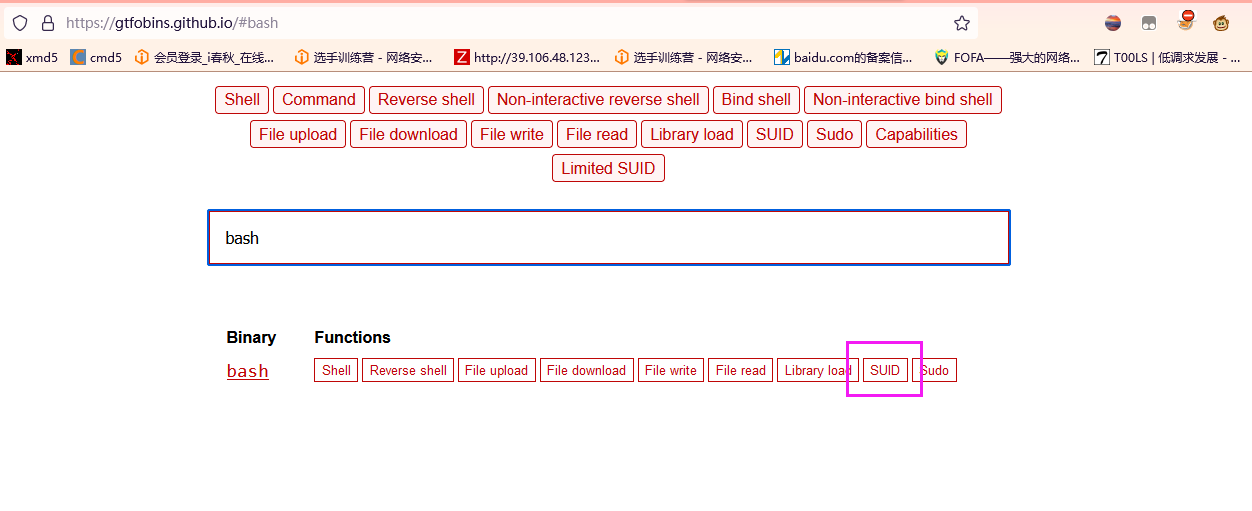 https://gtfobins.github.io/#bash
xmd5 cmd5 会员登录_i春秋_在线... 选手训练营 - 网络安... http://39.106.48.123... 选手训练营 - 网络安... baidu.com的备案信... FOFA——强大的网络... T00LS | 低调求发展 - ...
Shell Command Reverse shell Non-interactive reverse shell Bind shell Non-interactive bind shell
File upload File download File write File read Library load SUID Sudo Capabilities
Limited SUID
bash
Binary Functions
bash Shell Reverse shell File upload File download File write File read Library load SUID Sudo